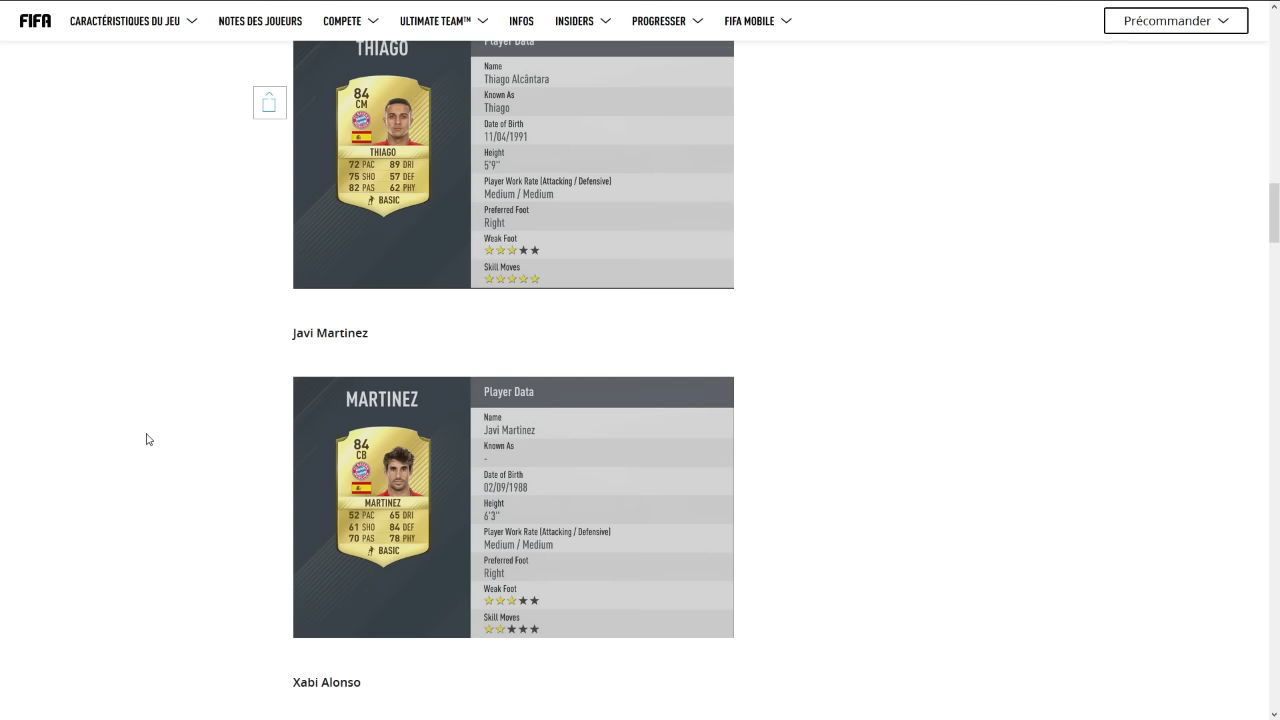 FIFA CARACTÉRISTIQUES DU JEU NOTES DES JOUEURS COMPETE ULTIMATE TEAM™ INFOS INSIDERS PROGRESSER FIFA MOBILE Précommander
THIAGO
84
CM
THIAGO
72 PAC 89 DRI
75 SHO 57 DEF
82 PAS 62 PHY
BASIC
Player Data
Name
Thiago Alcântara
Known As
Thiago
Date of Birth
11/04/1991
Height
5'9"
Player Work Rate (Attacking / Defensive)
Medium / Medium
Preferred Foot
Right
Weak Foot
Skill Moves
Javi Martinez
MARTINEZ
84
CB
MARTINEZ
52 PAC 65 DRI
61 SHO 84 DEF
70 PAS 78 PHY
BASIC
Player Data
Name
Javi Martinez
Known As
-
Date of Birth
02/09/1988
Height
6'3"
Player Work Rate (Attacking / Defensive)
Medium / Medium
Preferred Foot
Right
Weak Foot
Skill Moves
Xabi Alonso